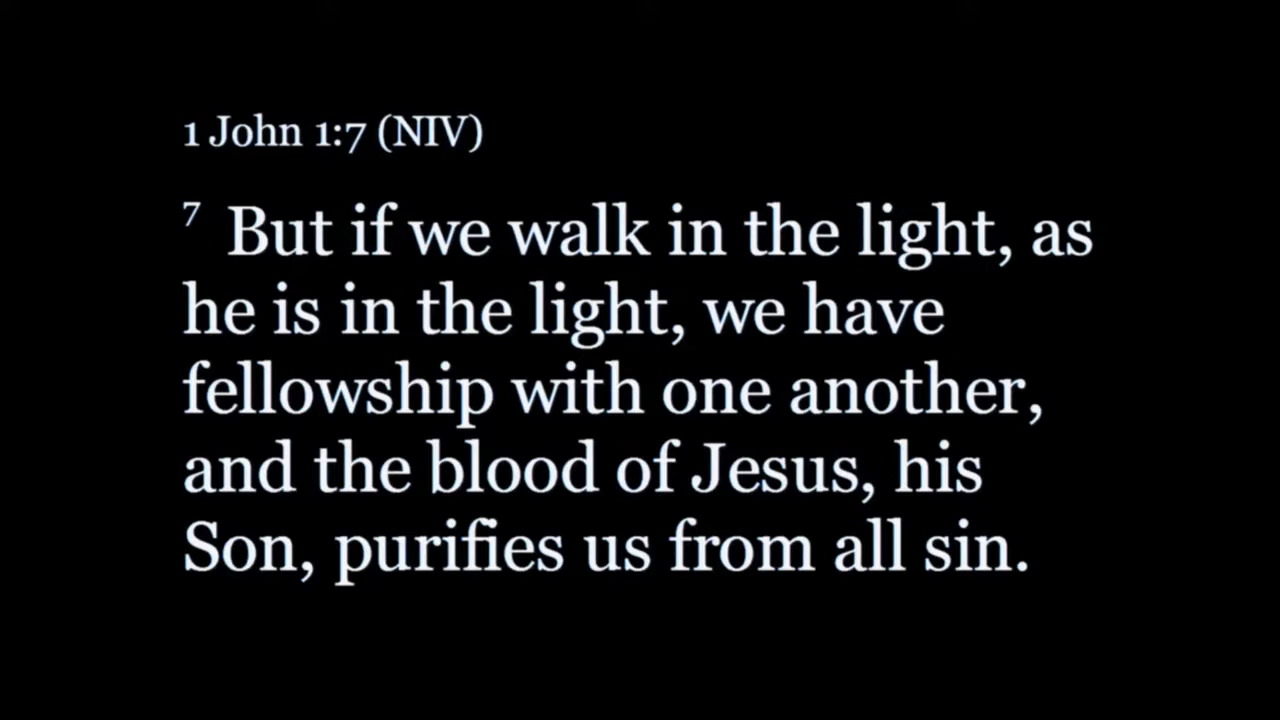 1 John 1:7 (NIV)
7 But if we walk in the light, as
he is in the light, we have
fellowship with one another,
and the blood of Jesus, his
Son, purifies us from all sin.